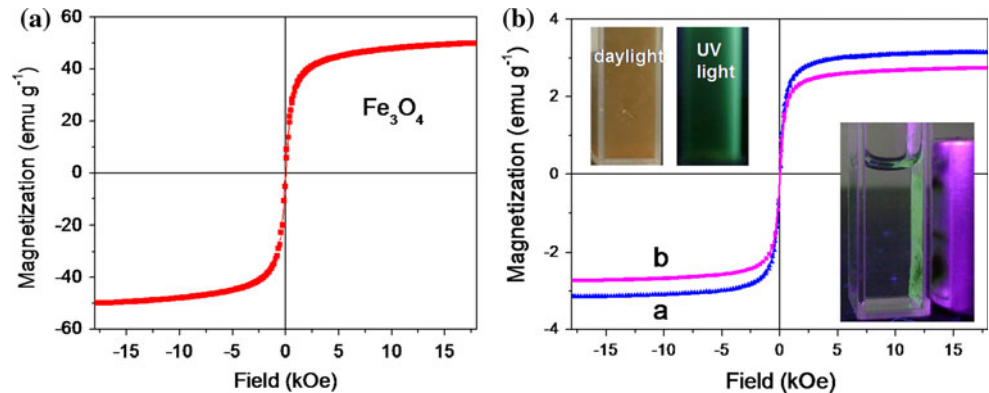 (a)
60
40
20
0
-20
-40
-60
Magnetization (emu g⁻¹)
Fe₃O₄
-15 -10 -5 0 5 10 15
Field (kOe)
(b)
4
2
0
-2
-4
Magnetization (emu g⁻¹)
daylight
UV
light
b
a
-15 -10 -5 0 5 10 15
Field (kOe)